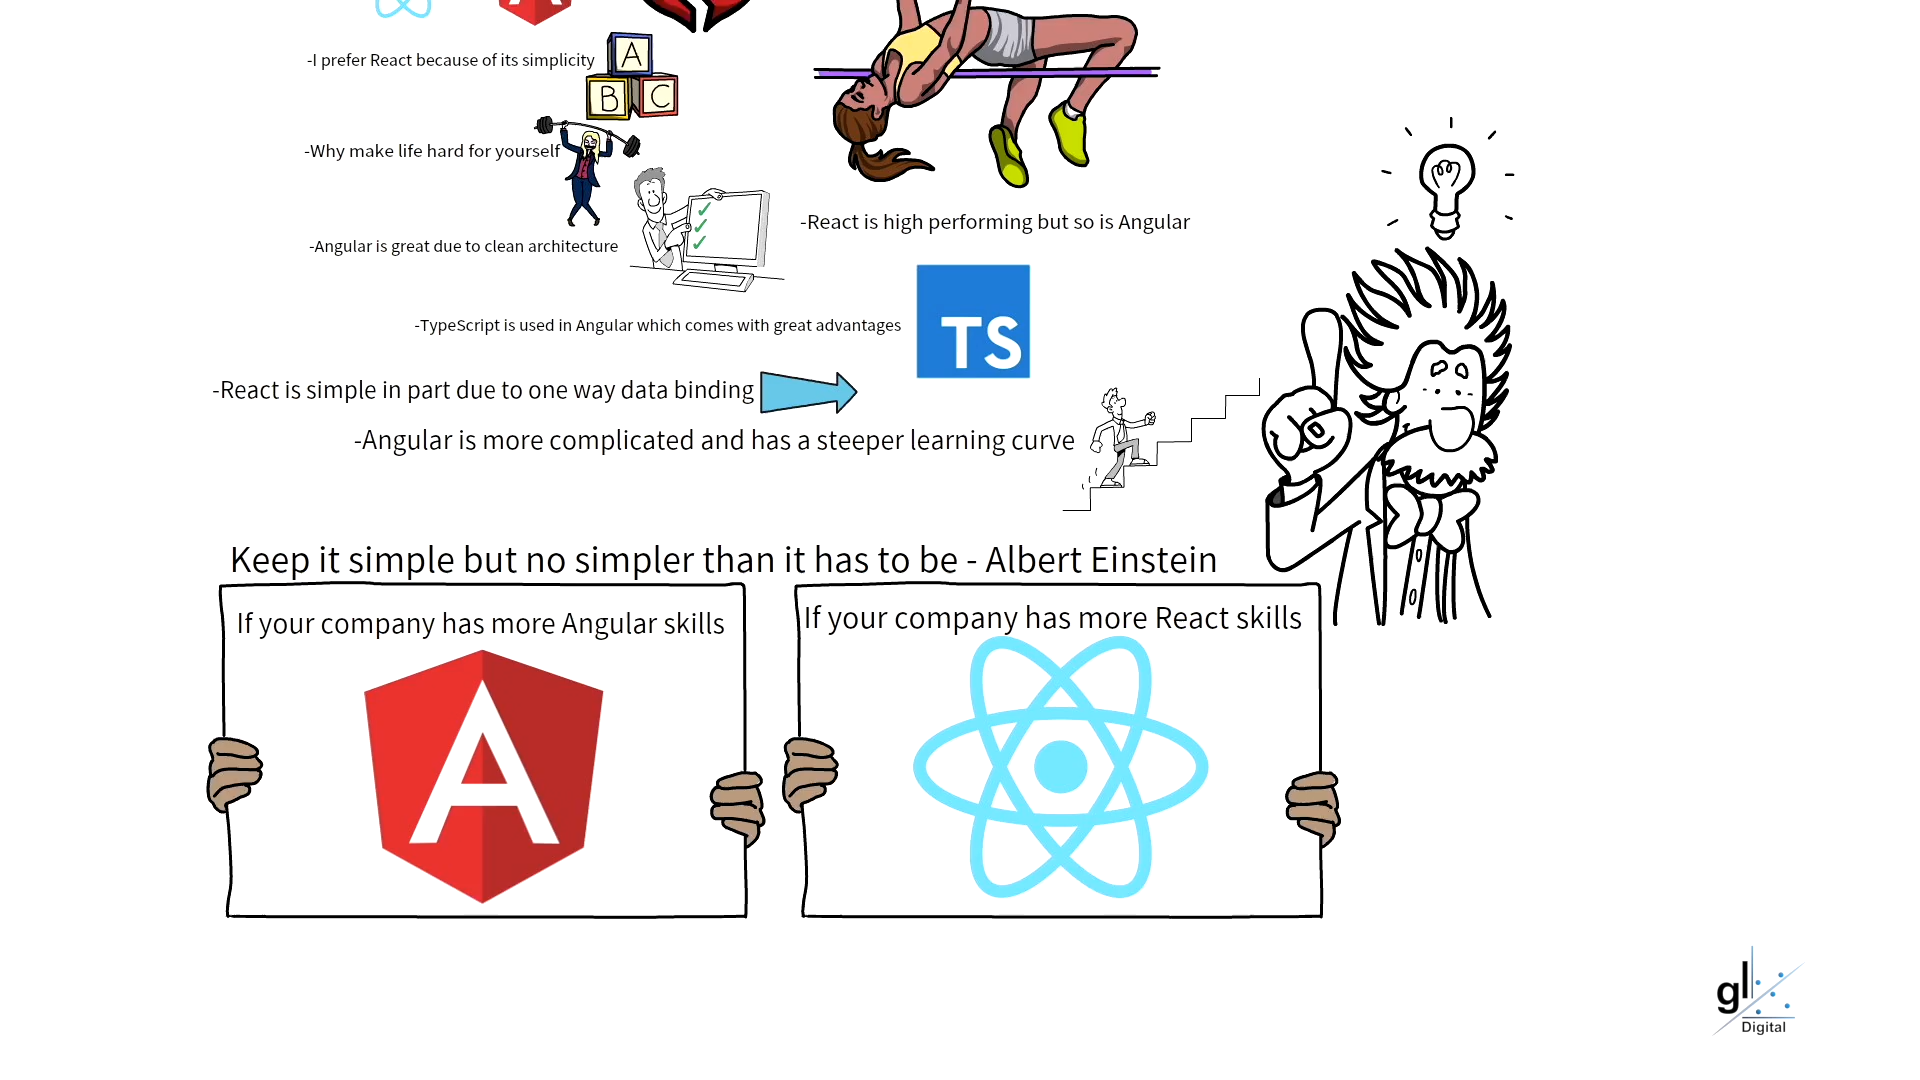 -I prefer React because of its simplicity
A
B
C
-Why make life hard for yourself
-React is high performing but so is Angular
-Angular is great due to clean architecture
-TypeScript is used in Angular which comes with great advantages
TS
-React is simple in part due to one way data binding
-Angular is more complicated and has a steeper learning curve
Keep it simple but no simpler than it has to be - Albert Einstein
If your company has more Angular skills
If your company has more React skills
A
gl
Digital